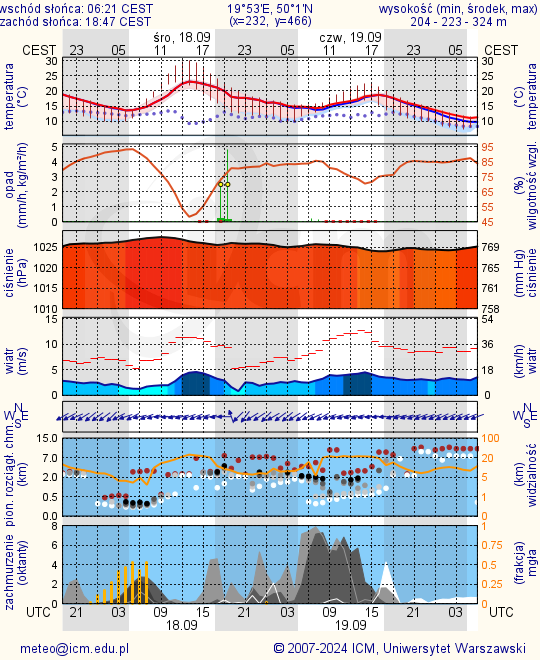 wschód słońca: 06:21 CEST 19°53'E, 50°1'N wysokość (min, środek, max)
zachód słońca: 18:47 CEST (x=232, y=466) 204 - 223 - 324 m
śro, 18.09 czw, 19.09
CEST 23 05 11 17 23 05 11 17 23 05 CEST
temperatura (°C) 30 25 20 15 10 30 25 20 15 10 (°C) temperatura
opad (mm/h, kg/m²/h) 5 4 3 2 1 0 95 85 75 65 55 45 (%) wilgotność wzgl.
ciśnienie (hPa) 1025 1020 1015 1010 769 765 761 758 (mm Hg) ciśnienie
wiatr (m/s) 15 10 5 0 54 36 18 0 (km/h) wiatr
N W E S N W E S
pion. rozciągł. chm. (km) 15.0 7.0 2.0 0.5 0.0 100 20 5 1 0 (km) widzialność
zachmurzenie (oktanty) 8 6 4 2 0 1 0.75 0.5 0.25 0 (frakcja) mgła
UTC 21 03 09 15 21 03 09 15 21 03 UTC
18.09 19.09
meteo@icm.edu.pl © 2007-2024 ICM, Uniwersytet Warszawski